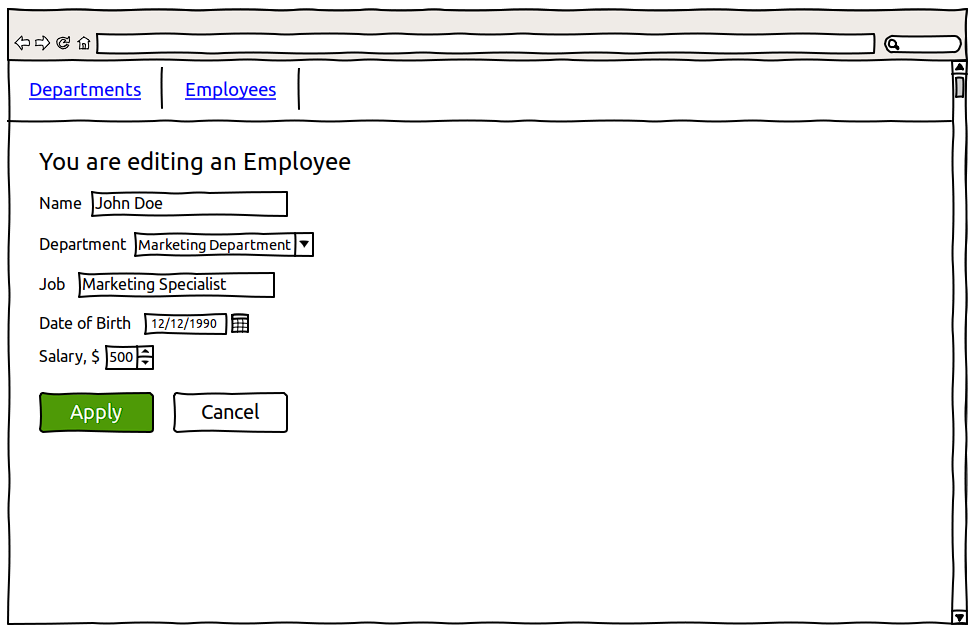 Departments Employees
You are editing an Employee
Name John Doe
Department Marketing Department
Job Marketing Specialist
Date of Birth 12/12/1990
Salary, $ 500
Apply Cancel